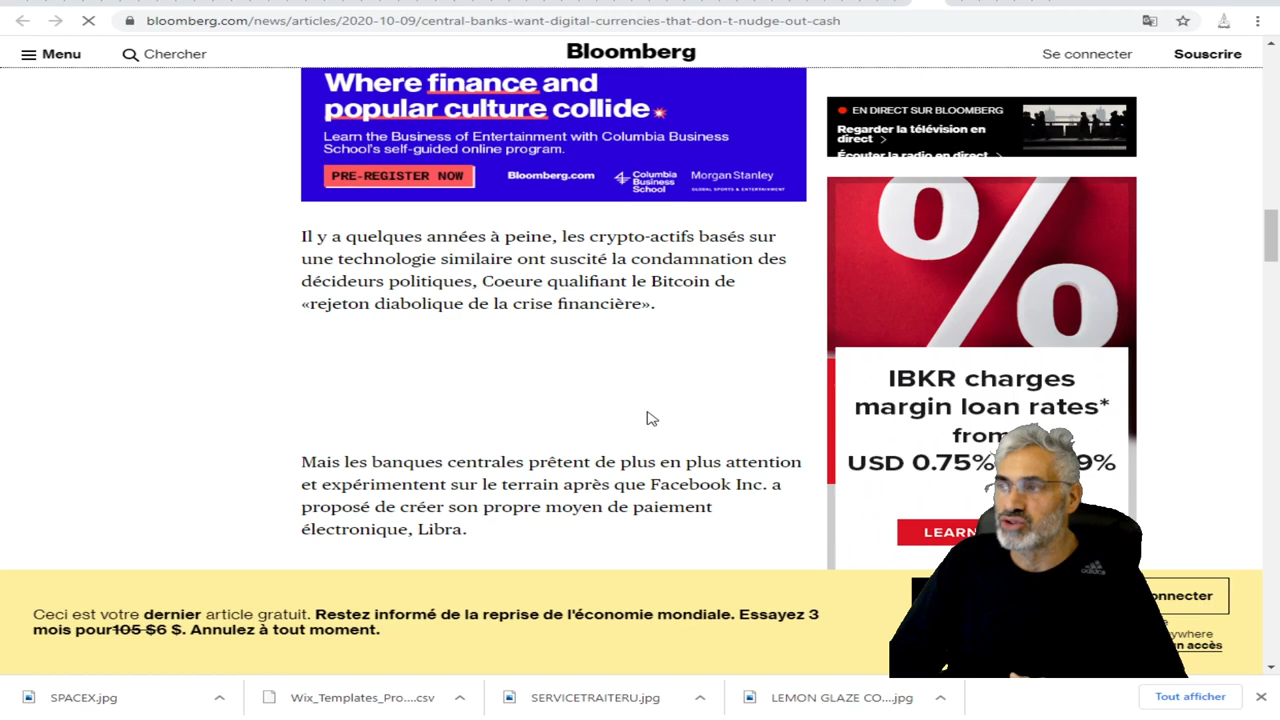 bloomberg.com/news/articles/2020-10-09/central-banks-want-digital-currencies-that-don-t-nudge-out-cash
Menu
Chercher
Bloomberg
Se connecter
Souscrire
Where finance and
popular culture collide
Learn the Business of Entertainment with Columbia Business
School's self-guided online program.
PRE-REGISTER NOW
Bloomberg.com
Columbia
Business
School
Morgan Stanley
GLOBAL SPORTS & ENTERTAINMENT
EN DIRECT SUR BLOOMBERG
Regarder la télévision en
direct >
Écouter la radio en direct >
%
Il y a quelques années à peine, les crypto-actifs basés sur
une technologie similaire ont suscité la condamnation des
décideurs politiques, Coeure qualifiant le Bitcoin de
«rejeton diabolique de la crise financière».
IBKR charges
margin loan rates*
from
USD 0.75% 9%
LEARN
Mais les banques centrales prêtent de plus en plus attention
et expérimentent sur le terrain après que Facebook Inc. a
proposé de créer son propre moyen de paiement
électronique, Libra.
Ceci est votre dernier article gratuit. Restez informé de la reprise de l'économie mondiale. Essayez 3
mois pour105 $6 $. Annulez à tout moment.
onnecter
ywhere
n accès
adidas
SPACEX.jpg
Wix_Templates_Pro....csv
SERVICETRAITERU.jpg
LEMON GLAZE CO....jpg
Tout afficher